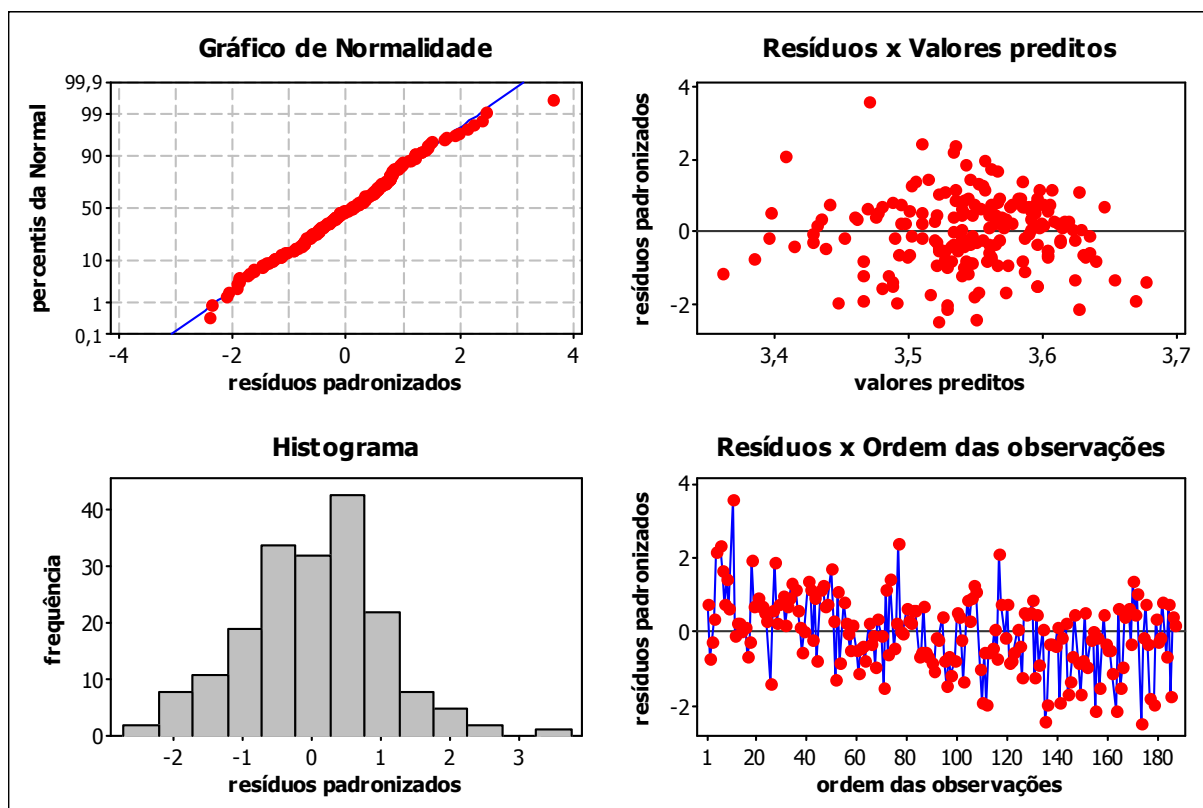 Gráfico de Normalidade
99,9
99
90
50
10
1
0,1
percentis da Normal
-4 -2 0 2 4
resíduos padronizados
Resíduos x Valores preditos
4
2
0
-2
resíduos padronizados
3,4 3,5 3,6 3,7
valores preditos
Histograma
40
30
20
10
0
frequência
-2 -1 0 1 2 3
resíduos padronizados
Resíduos x Ordem das observações
4
2
0
-2
resíduos padronizados
1 20 40 60 80 100 120 140 160 180
ordem das observações